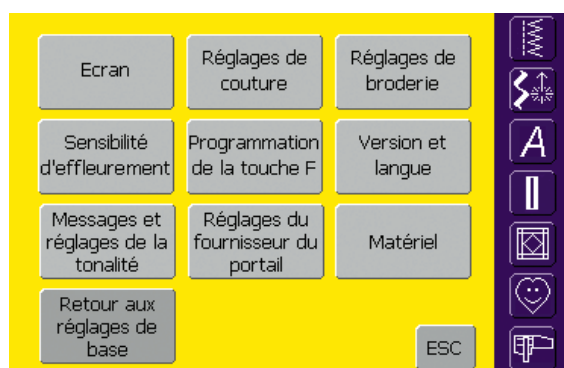 Ecran
Réglages de
couture
Réglages de
broderie
Sensibilité
d'effleurement
Programmation
de la touche F
Version et
langue
Messages et
réglages de la
tonalité
Réglages du
fournisseur du
portail
Matériel
Retour aux
réglages de
base
ESC
A